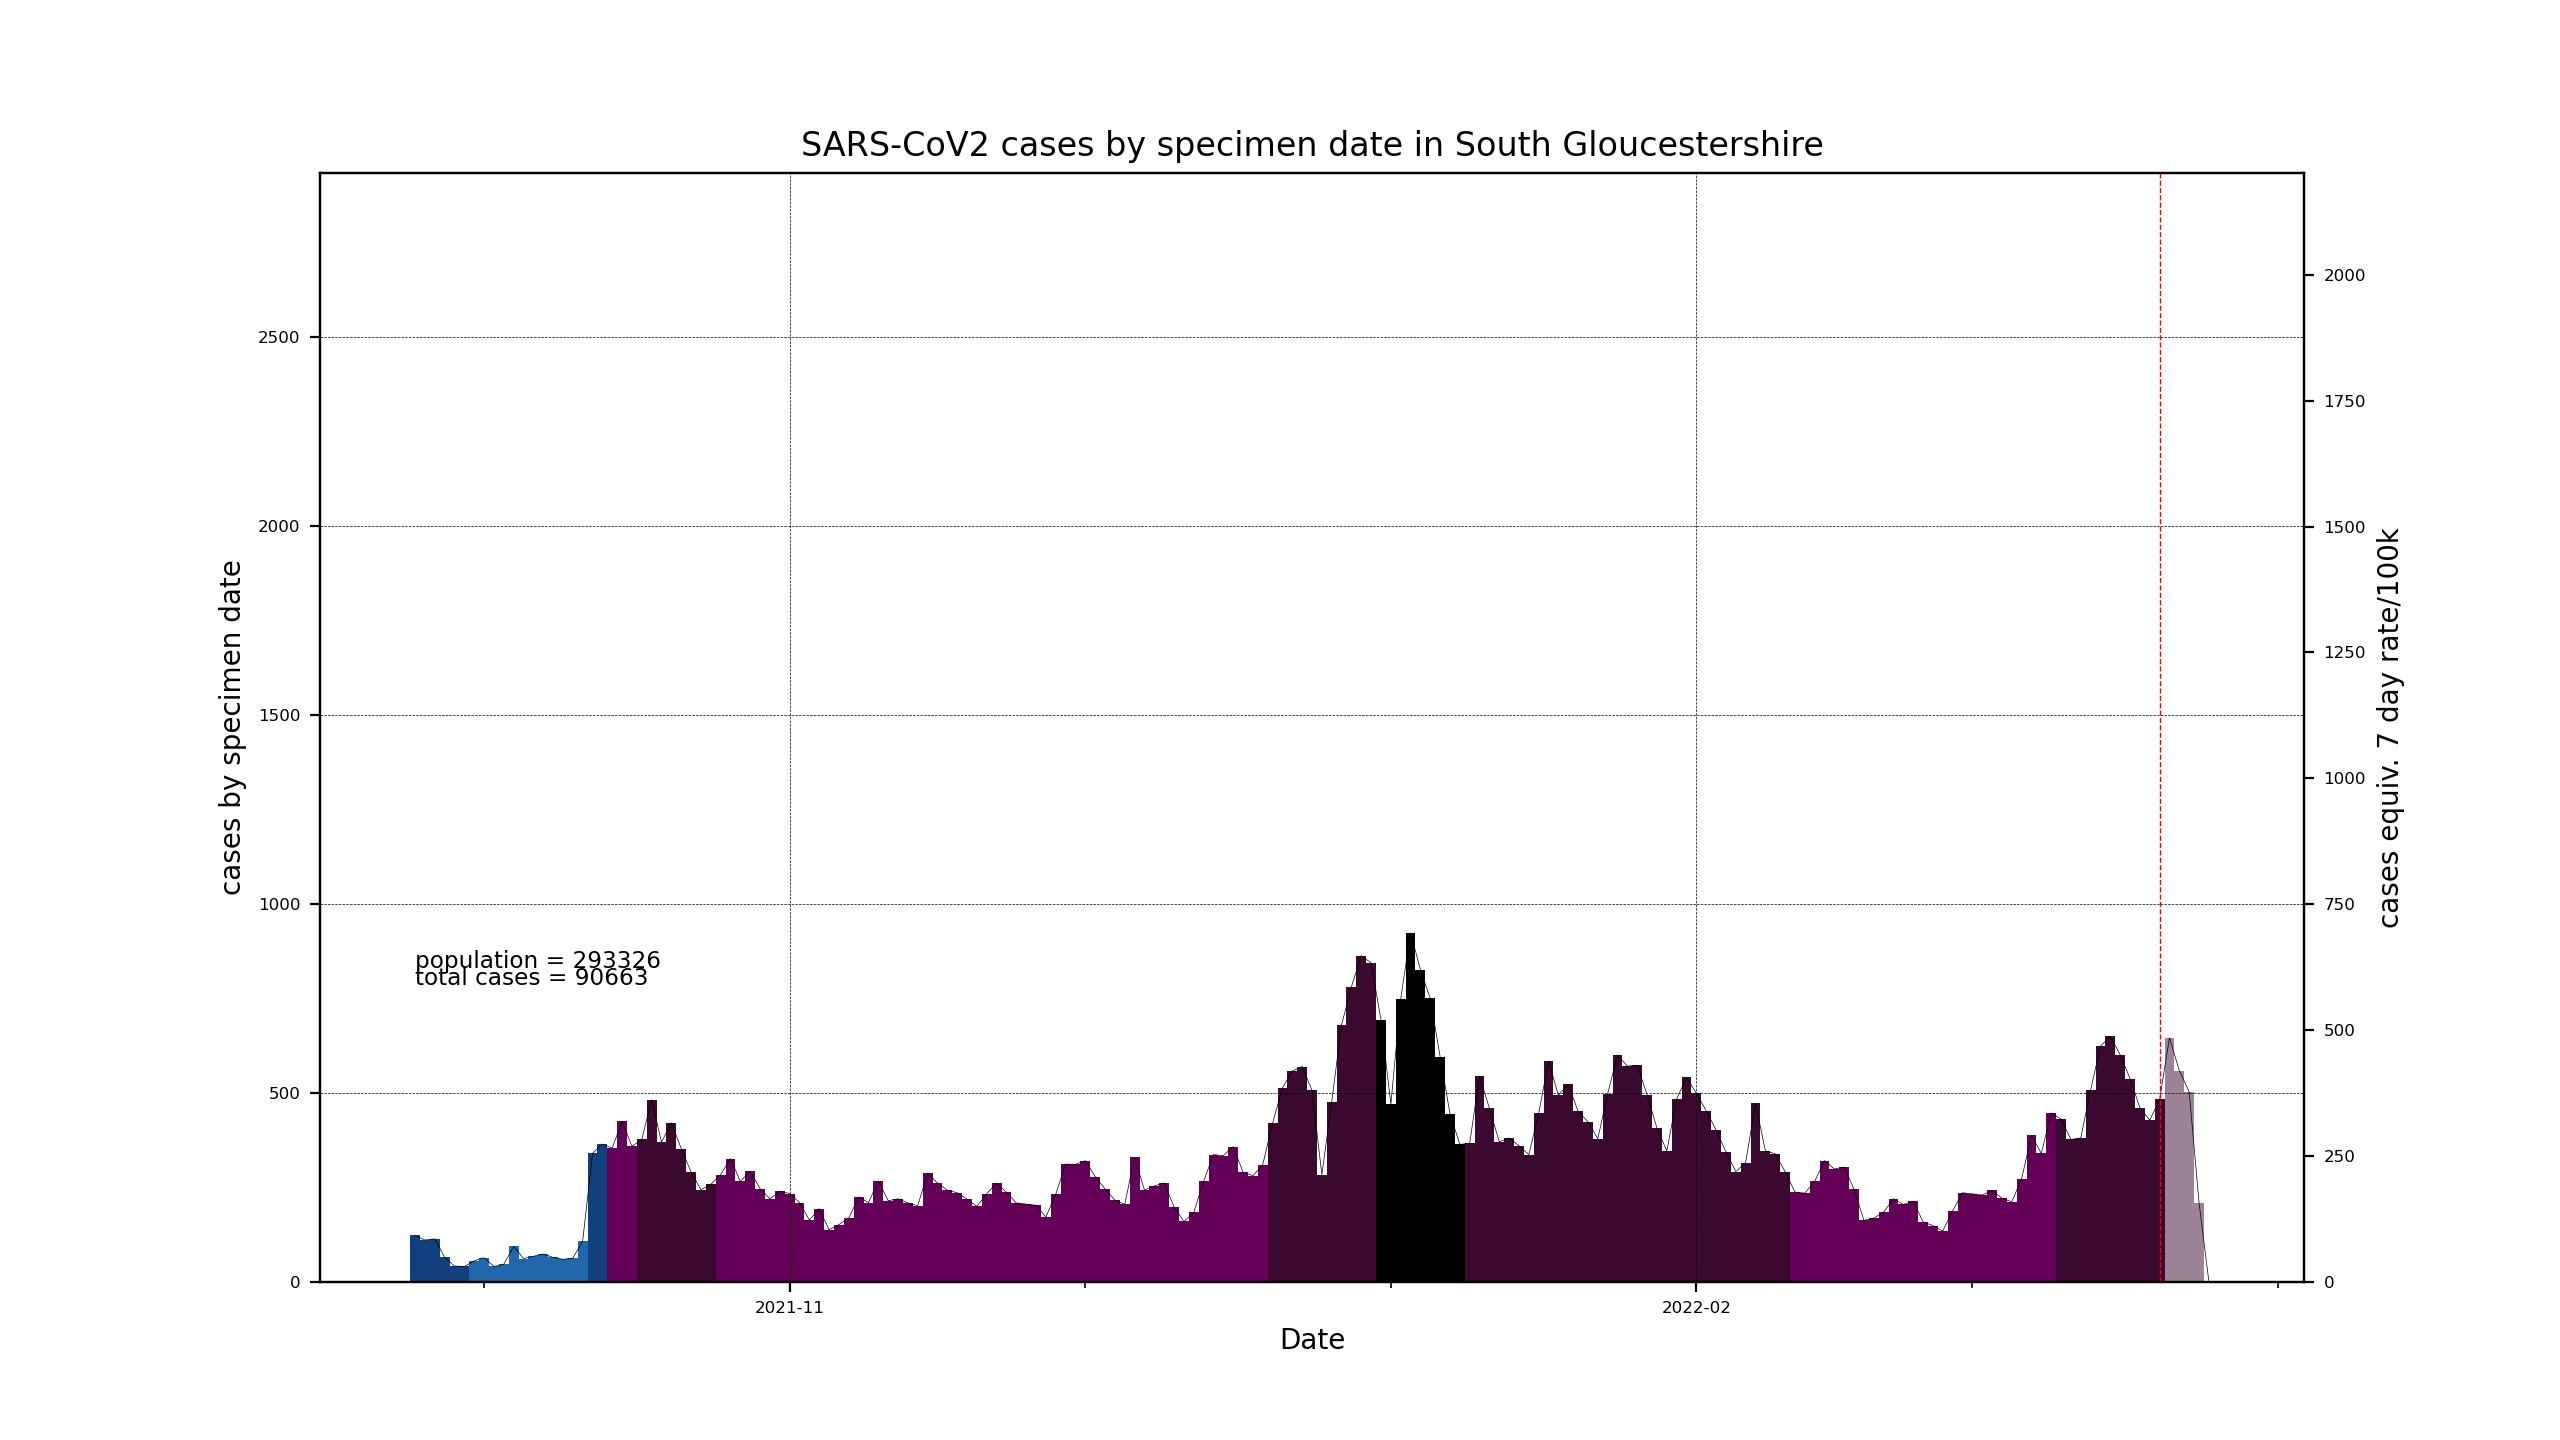 SARS-CoV2 cases by specimen date in South Gloucestershire
cases by specimen date
2500
2000
1500
1000
500
0
population = 293326
total cases = 90663
2000
1750
1500
1250
1000
750
500
250
0
cases equiv. 7 day rate/100k
2021-11
2022-02
Date